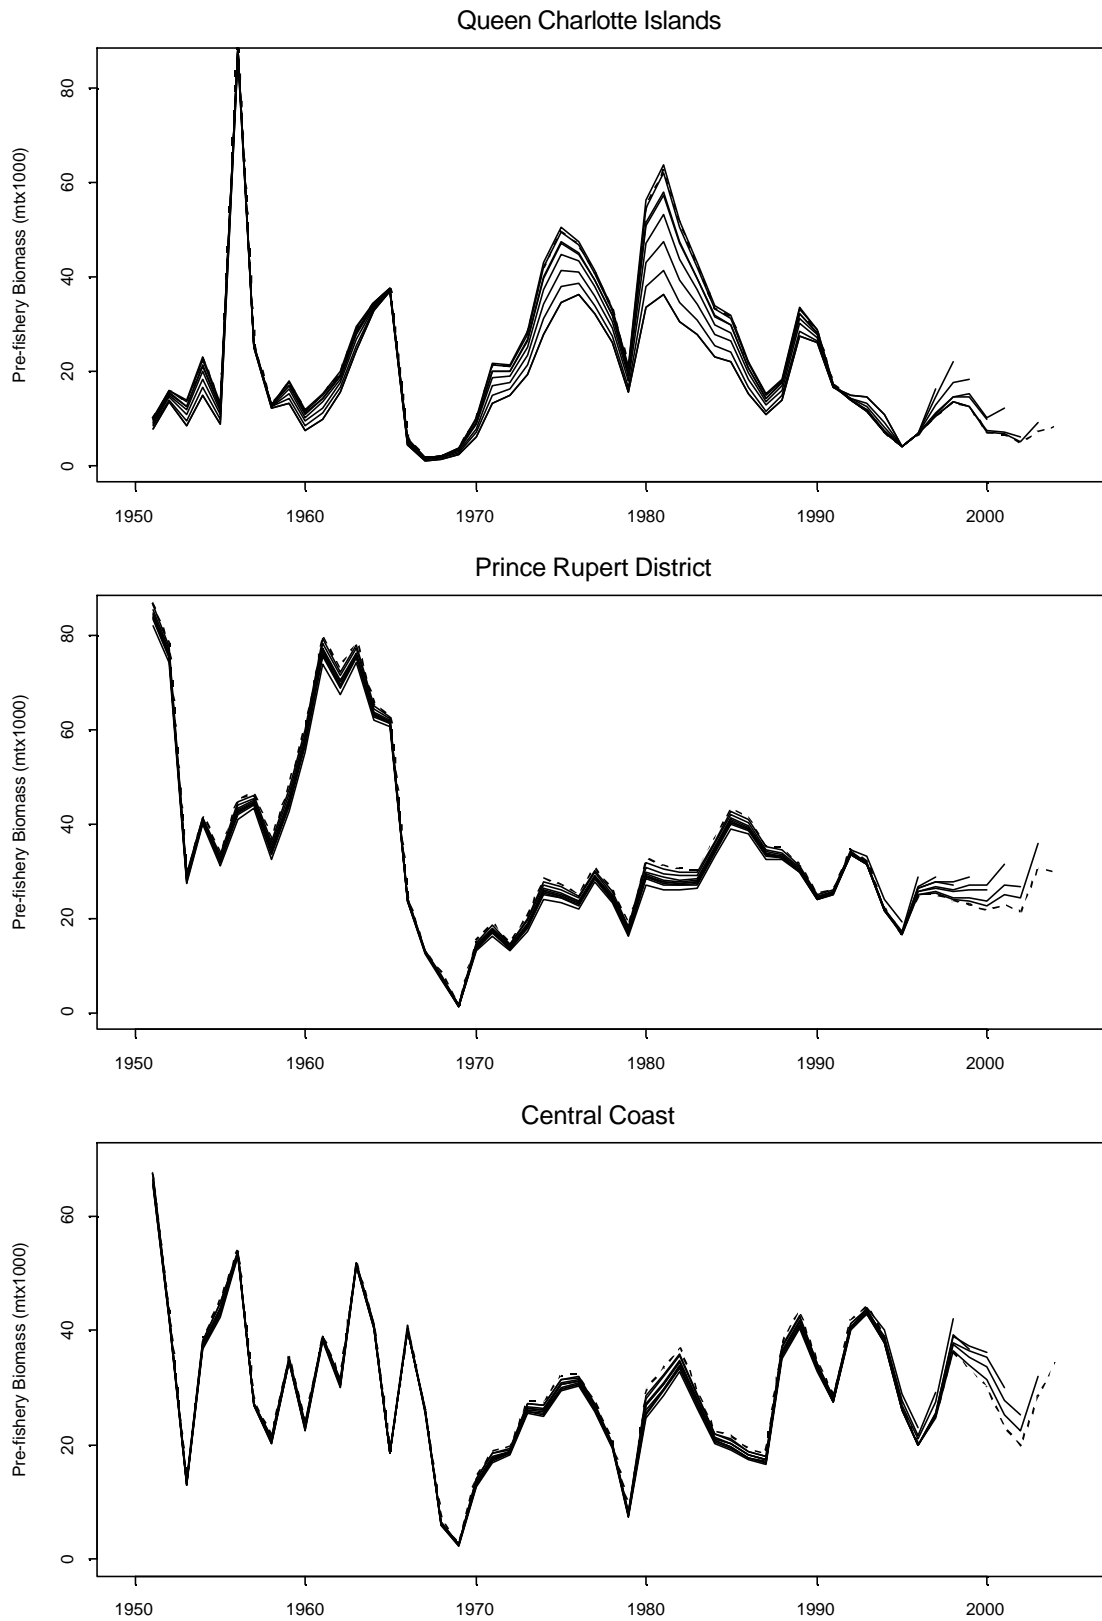 Queen Charlotte Islands
Pre-fishery Biomass (mtx1000)
80
60
40
20
0
1950 1960 1970 1980 1990 2000
Prince Rupert District
Pre-fishery Biomass (mtx1000)
80
60
40
20
0
1950 1960 1970 1980 1990 2000
Central Coast
Pre-fishery Biomass (mtx1000)
60
40
20
0
1950 1960 1970 1980 1990 2000